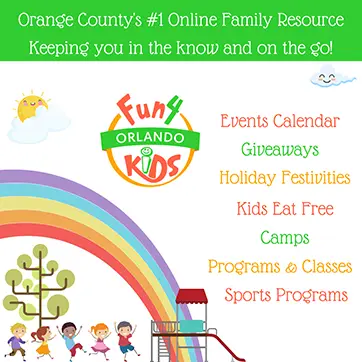 Orange County's #1 Online Family Resource
Keeping you in the know and on the go!
Fun4
ORLANDO
KiDS
Events Calendar
Giveaways
Holiday Festivities
Kids Eat Free
Camps
Programs & Classes
Sports Programs